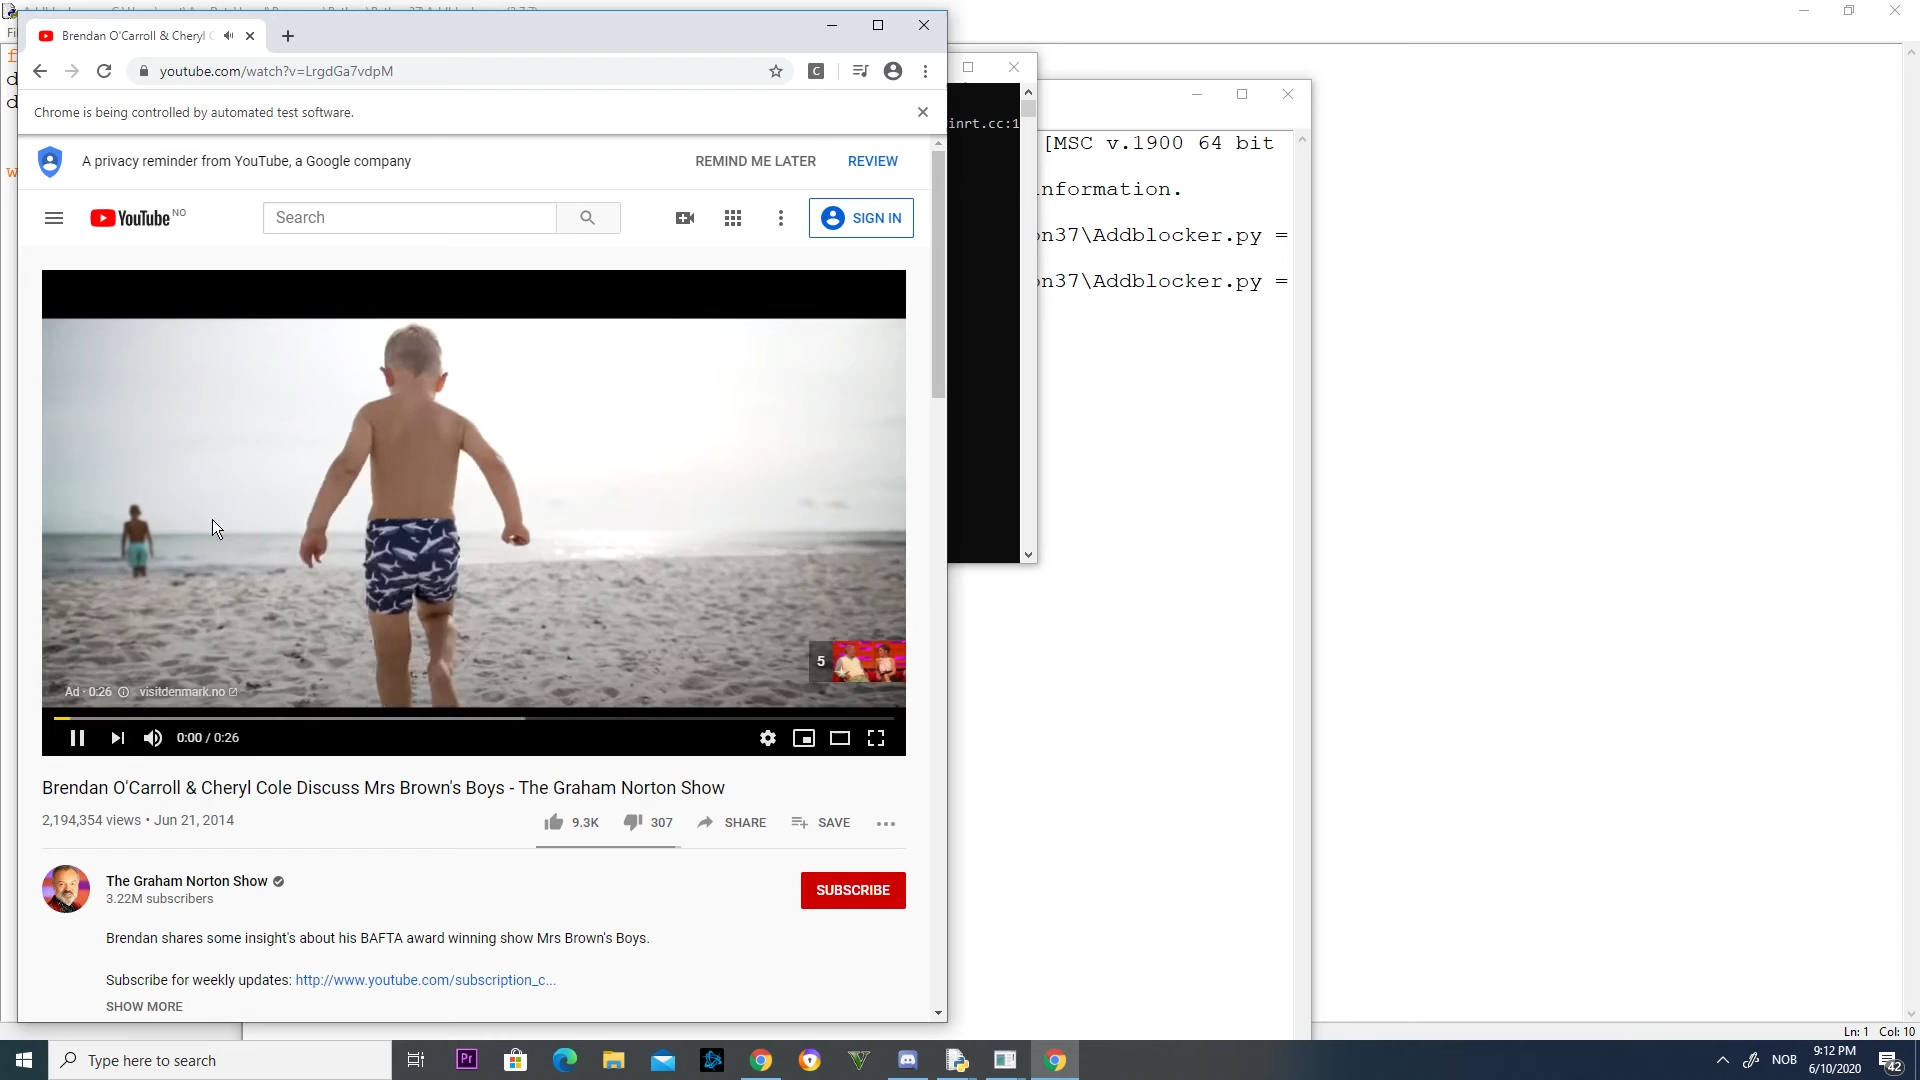 Brendan O'Carroll & Cheryl C
youtube.com/watch?v=LrgdGa7vdpM
C
Chrome is being controlled by automated test software.
A privacy reminder from YouTube, a Google company
REMIND ME LATER
REVIEW
YouTube NO
Search
SIGN IN
inrt.cc:1
[MSC v.1900 64 bit
nformation.
on37\Addblocker.py =
on37\Addblocker.py =
5
Ad · 0:26
visitdenmark.no
0:00 / 0:26
Brendan O'Carroll & Cheryl Cole Discuss Mrs Brown's Boys - The Graham Norton Show
2,194,354 views • Jun 21, 2014
9.3K
307
SHARE
SAVE
The Graham Norton Show
3.22M subscribers
SUBSCRIBE
Brendan shares some insight's about his BAFTA award winning show Mrs Brown's Boys.
Subscribe for weekly updates: http://www.youtube.com/subscription_c...
SHOW MORE
Ln: 1 Col: 10
Type here to search
Pr
NOB
9:12 PM
6/10/2020
42